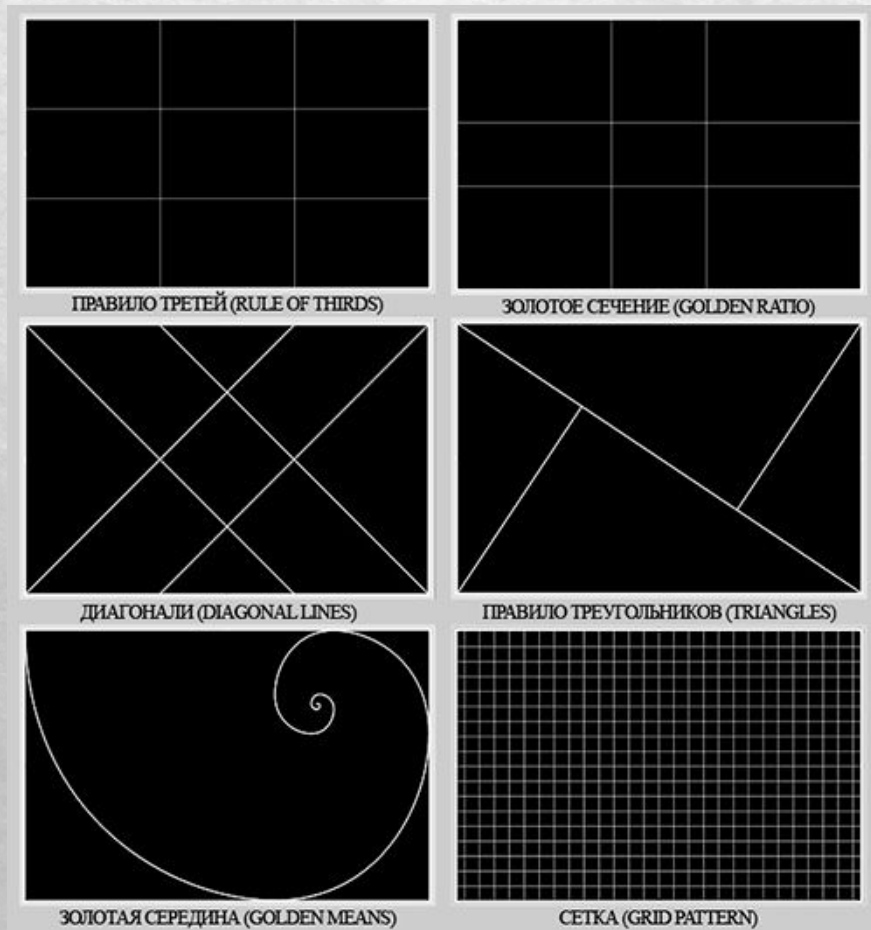 ПРАВИЛО ТРЕТЕЙ (RULE OF THIRDS)
ЗОЛОТОЕ СЕЧЕНИЕ (GOLDEN RATIO)
ДИАГОНАЛИ (DIAGONAL LINES)
ПРАВИЛО ТРЕУГОЛЬНИКОВ (TRIANGLES)
ЗОЛОТАЯ СЕРЕДИНА (GOLDEN MEANS)
СЕТКА (GRID PATTERN)